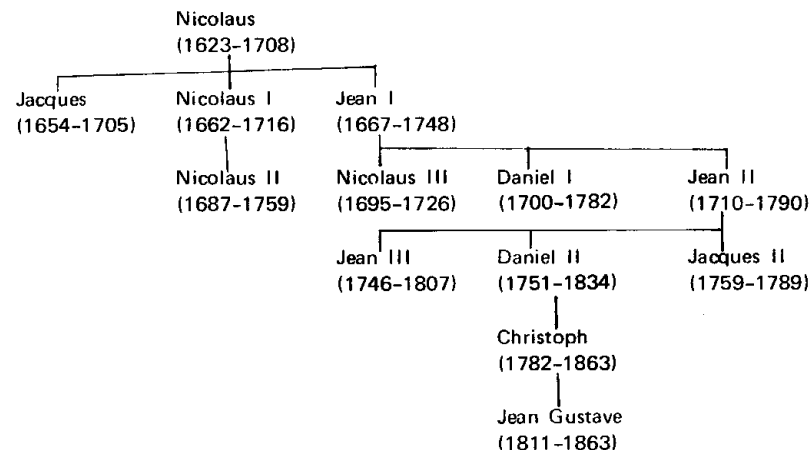 Nicolaus
(1623-1708)
Jacques Nicolaus I Jean I
(1654-1705) (1662-1716) (1667-1748)
Nicolaus II Nicolaus III Daniel I Jean II
(1687-1759) (1695-1726) (1700-1782) (1710-1790)
Jean III Daniel II Jacques II
(1746-1807) (1751-1834) (1759-1789)
Christoph
(1782-1863)
Jean Gustave
(1811-1863)